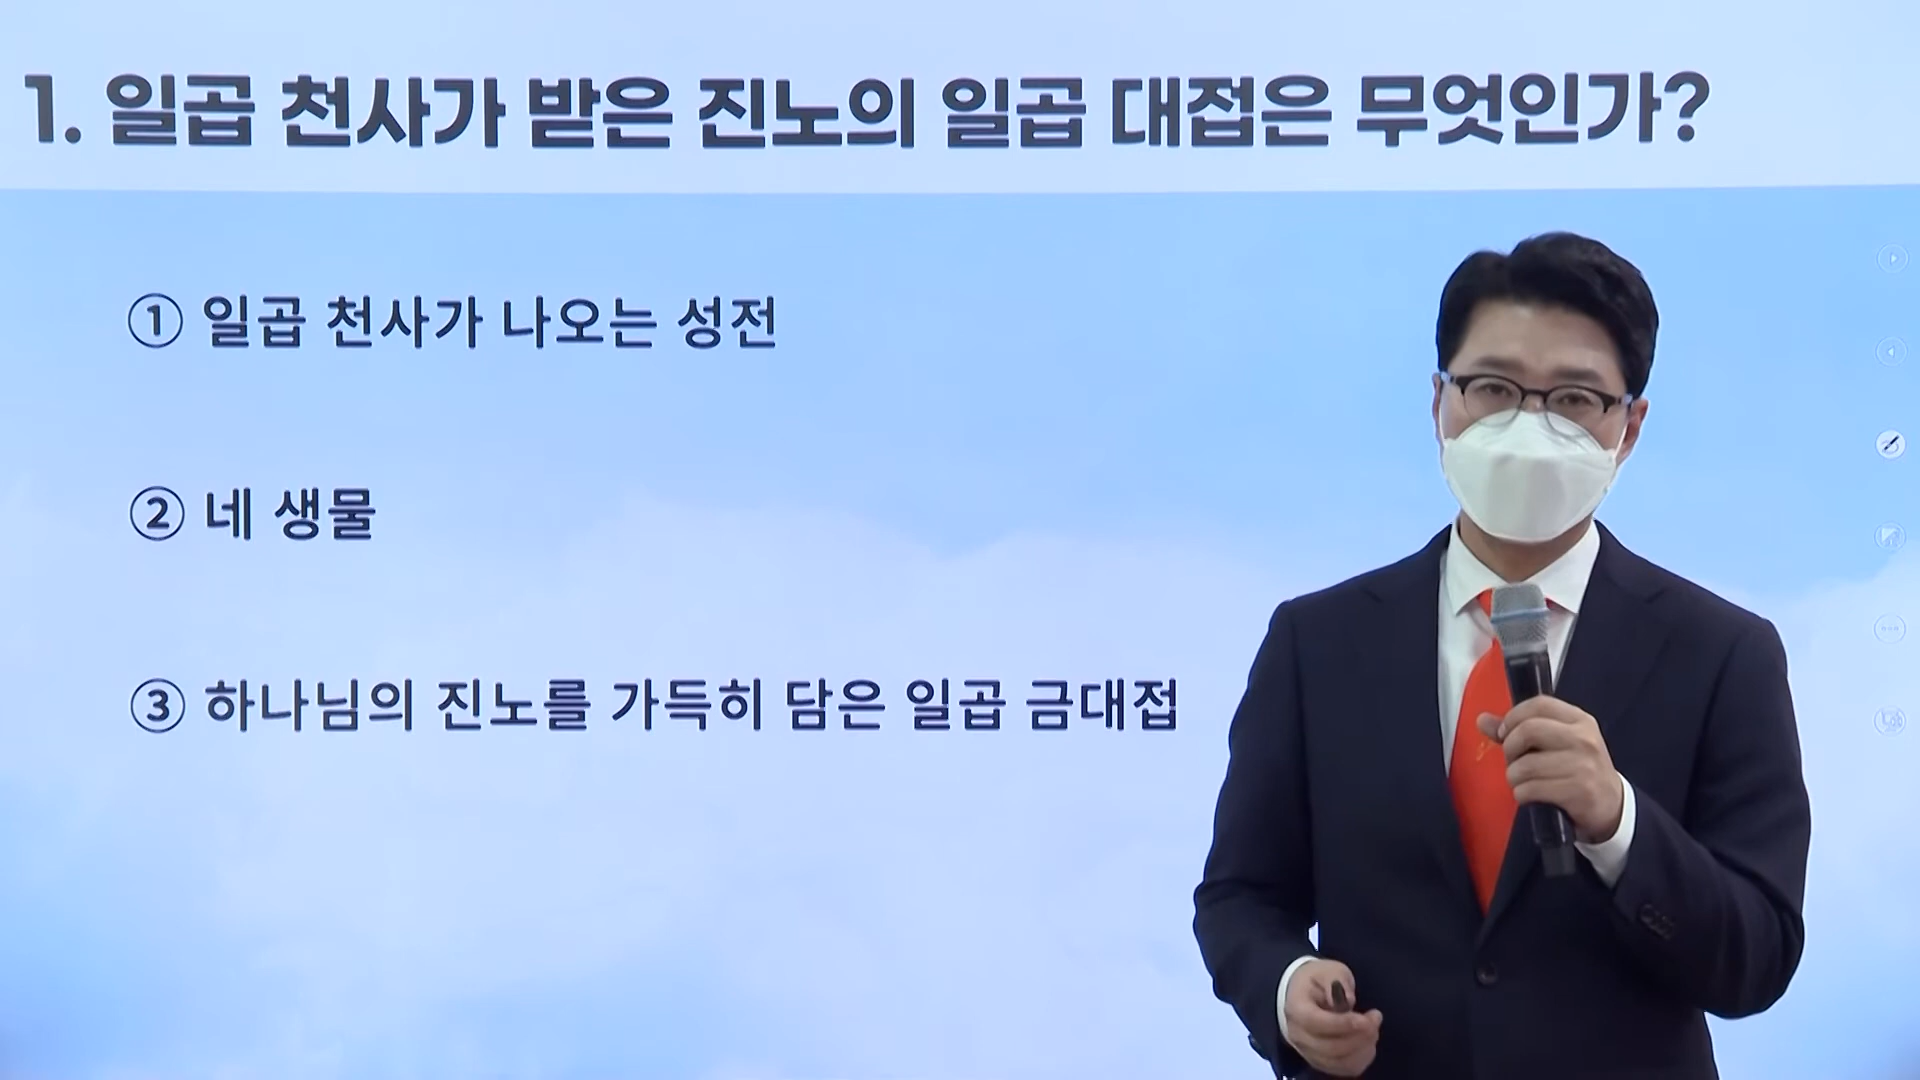 1. 일곱 천사가 받은 진노의 일곱 대접은 무엇인가?
① 일곱 천사가 나오는 성전
② 네 생물
③ 하나님의 진노를 가득히 담은 일곱 금대접